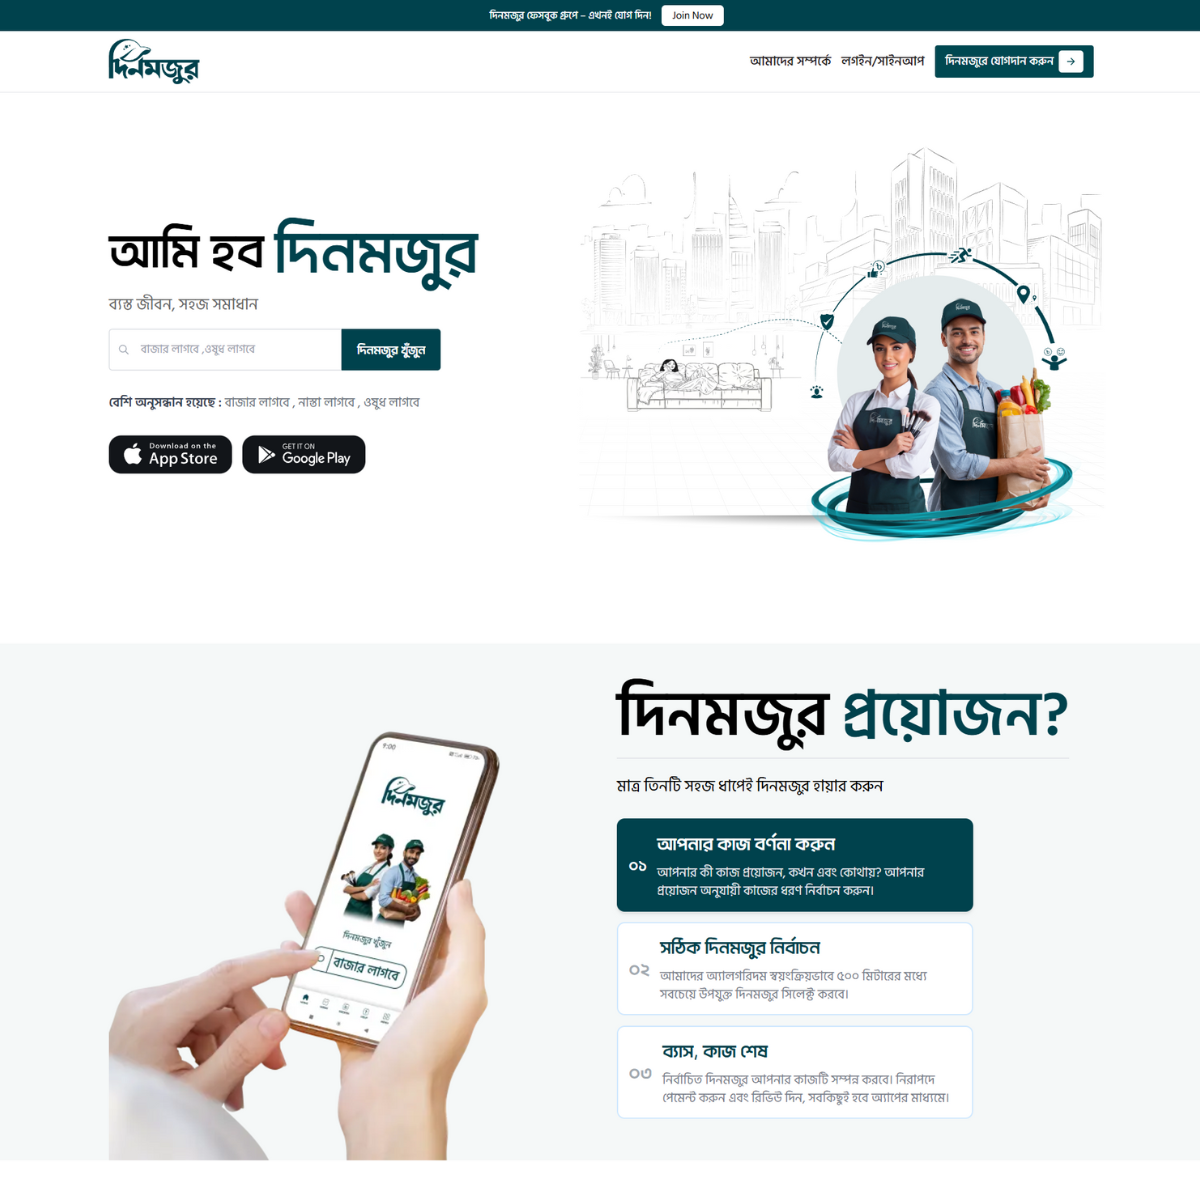 দিনমজুর ফেসবুক গ্রুপে – এখনই যোগ দিন!
Join Now
দিনমজুর
আমাদের সম্পর্কে
লগইন/সাইনআপ
দিনমজুরে যোগদান করুন
আমি হব দিনমজুর
ব্যস্ত জীবন, সহজ সমাধান
বাজার লাগবে ,ওষুধ লাগবে
দিনমজুর খুঁজুন
বেশি অনুসন্ধান হয়েছে : বাজার লাগবে , নাস্তা লাগবে , ওষুধ লাগবে
Download on the
App Store
GET IT ON
Google Play
দিনমজুর প্রয়োজন?
মাত্র তিনটি সহজ ধাপেই দিনমজুর হায়ার করুন
০১
আপনার কাজ বর্ণনা করুন
আপনার কী কাজ প্রয়োজন, কখন এবং কোথায়? আপনার
প্রয়োজন অনুযায়ী কাজের ধরণ নির্বাচন করুন।
০২
সঠিক দিনমজুর নির্বাচন
আমাদের অ্যালগরিদম স্বয়ংক্রিয়ভাবে ৫০০ মিটারের মধ্যে
সবচেয়ে উপযুক্ত দিনমজুর সিলেক্ট করবে।
০৩
ব্যাস, কাজ শেষ
নির্বাচিত দিনমজুর আপনার কাজটি সম্পন্ন করবে। নিরাপদে
পেমেন্ট করুন এবং রিভিউ দিন, সবকিছুই হবে অ্যাপের মাধ্যমে।
9:00
দিনমজুর
দিনমজুর খুঁজুন
বাজার লাগবে